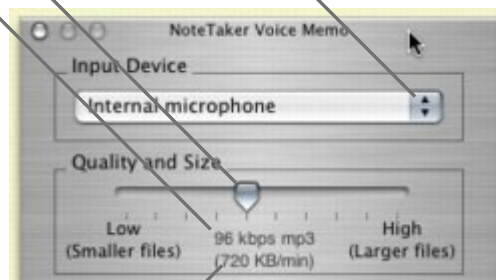 NoteTaker Voice Memo
Input Device
Internal microphone
Quality and Size
Low
(Smaller files)
96 kbps mp3
(720 KB/min)
High
(Larger files)